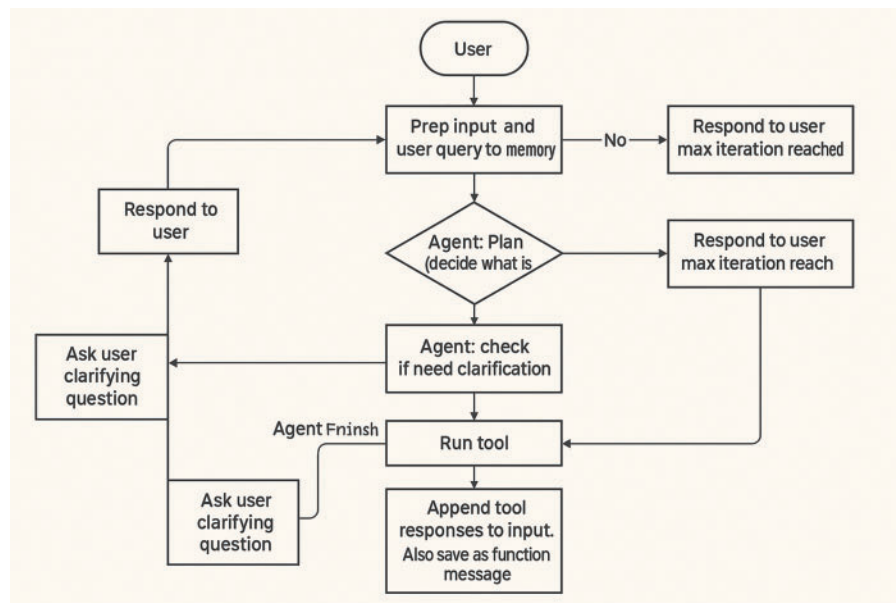 User
Prep input and
user query to memory
No
Respond to user
max iteration reached
Respond to
user
Agent: Plan
(decide what is
Respond to user
max iteration reach
Ask user
clarifying
question
Agent: check
if need clarification
Agent Fninsh
Run tool
Ask user
clarifying
question
Append tool
responses to input.
Also save as function
message